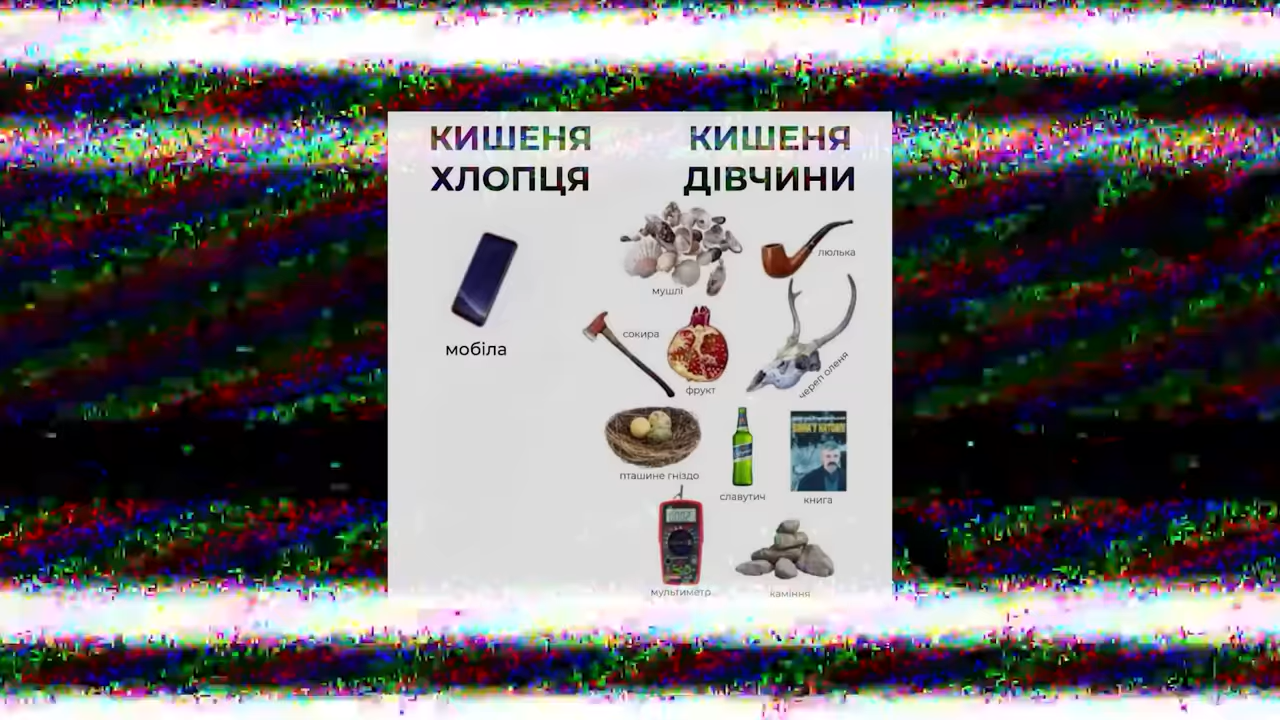 КИШЕНЯ
ХЛОПЦЯ
мобіла
КИШЕНЯ
ДІВЧИНИ
люлька
мушлі
сокира
фрукт
череп оленя
пташине гніздо
славутич
книга
мультиметр
каміння